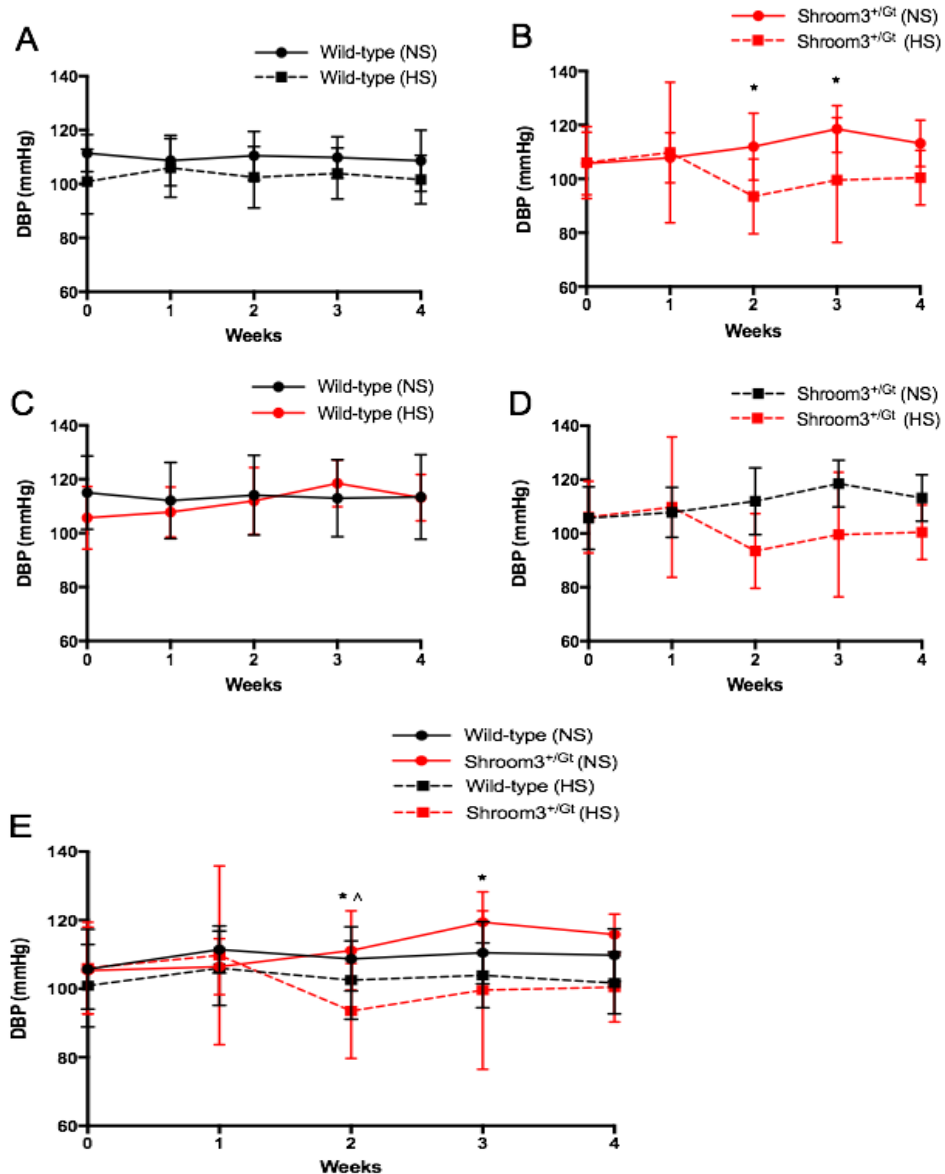 A
Wild-type (NS)
Wild-type (HS)
140
120
100
80
60
DBP (mmHg)
0 1 2 3 4
Weeks
B
Shroom3+/Gt (NS)
Shroom3+/Gt (HS)
140
120
100
80
60
DBP (mmHg)
* *
0 1 2 3 4
Weeks
C
Wild-type (NS)
Wild-type (HS)
140
120
100
80
60
DBP (mmHg)
0 1 2 3 4
Weeks
D
Shroom3+/Gt (NS)
Shroom3+/Gt (HS)
140
120
100
80
60
DBP (mmHg)
0 1 2 3 4
Weeks
Wild-type (NS)
Shroom3+/Gt (NS)
Wild-type (HS)
Shroom3+/Gt (HS)
E
140
120
100
80
60
DBP (mmHg)
* ^ *
0 1 2 3 4
Weeks